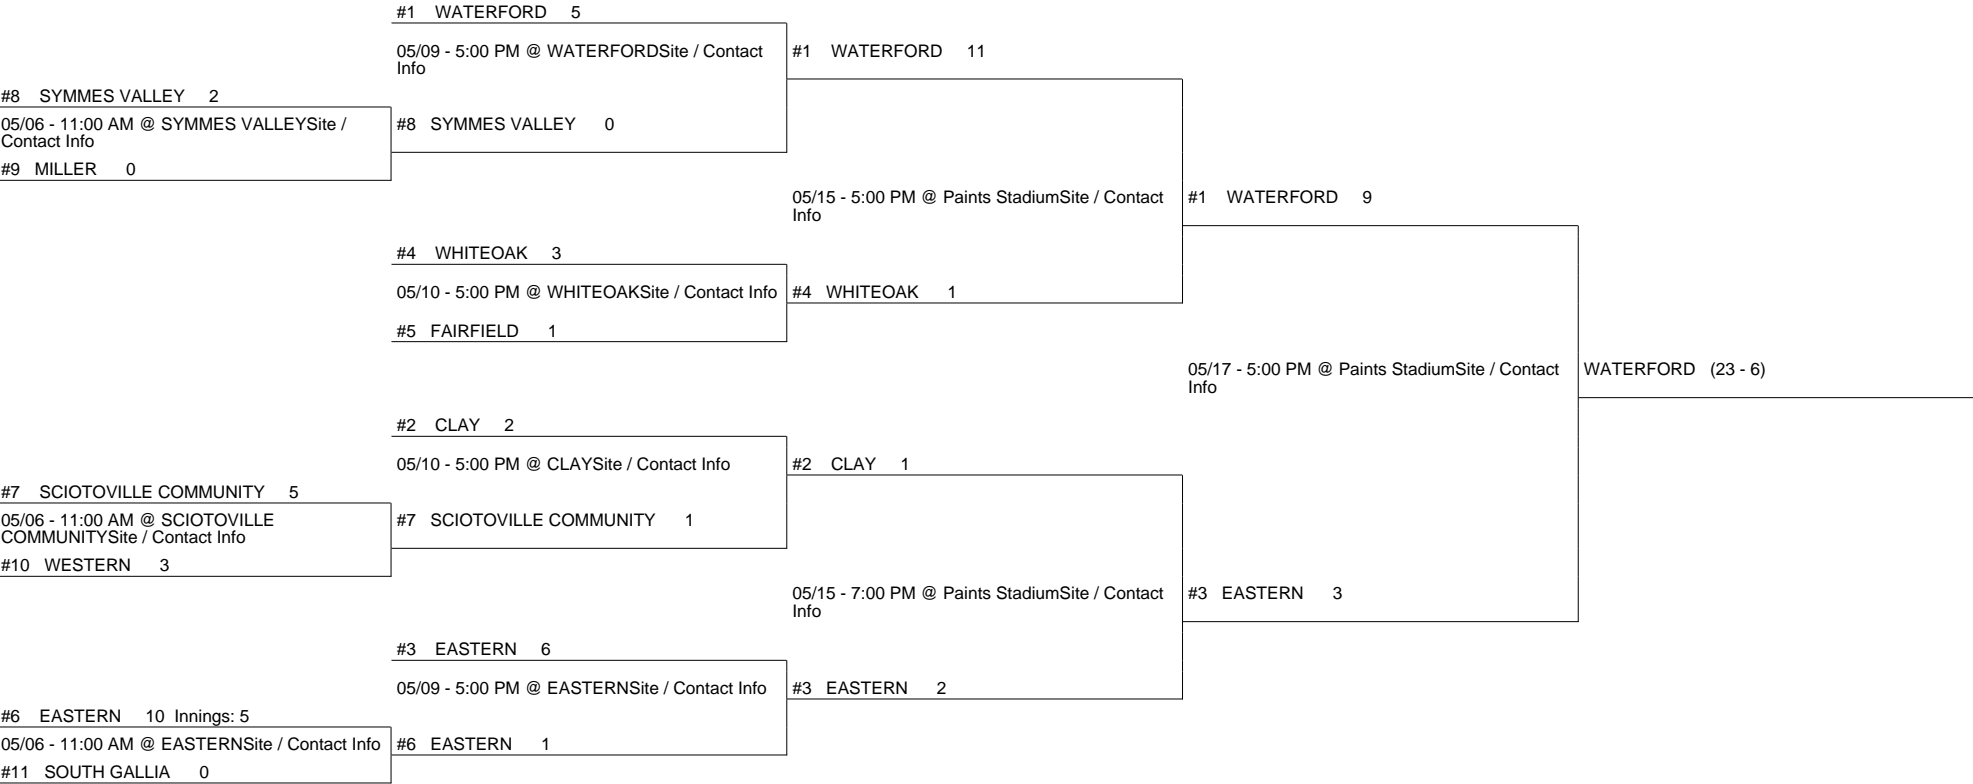 #1 WATERFORD 5
05/09 - 5:00 PM @ WATERFORDSite / Contact
Info
#1 WATERFORD 11
#8 SYMMES VALLEY 2
05/06 - 11:00 AM @ SYMMES VALLEYSite /
Contact Info
#9 MILLER 0
#8 SYMMES VALLEY 0
05/15 - 5:00 PM @ Paints StadiumSite / Contact
Info
#1 WATERFORD 9
#4 WHITEOAK 3
05/10 - 5:00 PM @ WHITEOAKSite / Contact Info
#5 FAIRFIELD 1
#4 WHITEOAK 1
05/17 - 5:00 PM @ Paints StadiumSite / Contact
Info
WATERFORD (23 - 6)
#2 CLAY 2
05/10 - 5:00 PM @ CLAYSite / Contact Info
#2 CLAY 1
#7 SCIOTOVILLE COMMUNITY 5
05/06 - 11:00 AM @ SCIOTOVILLE
COMMUNITYSite / Contact Info
#10 WESTERN 3
#7 SCIOTOVILLE COMMUNITY 1
05/15 - 7:00 PM @ Paints StadiumSite / Contact
Info
#3 EASTERN 3
#3 EASTERN 6
05/09 - 5:00 PM @ EASTERNSite / Contact Info
#3 EASTERN 2
#6 EASTERN 10 Innings: 5
05/06 - 11:00 AM @ EASTERNSite / Contact Info
#11 SOUTH GALLIA 0
#6 EASTERN 1